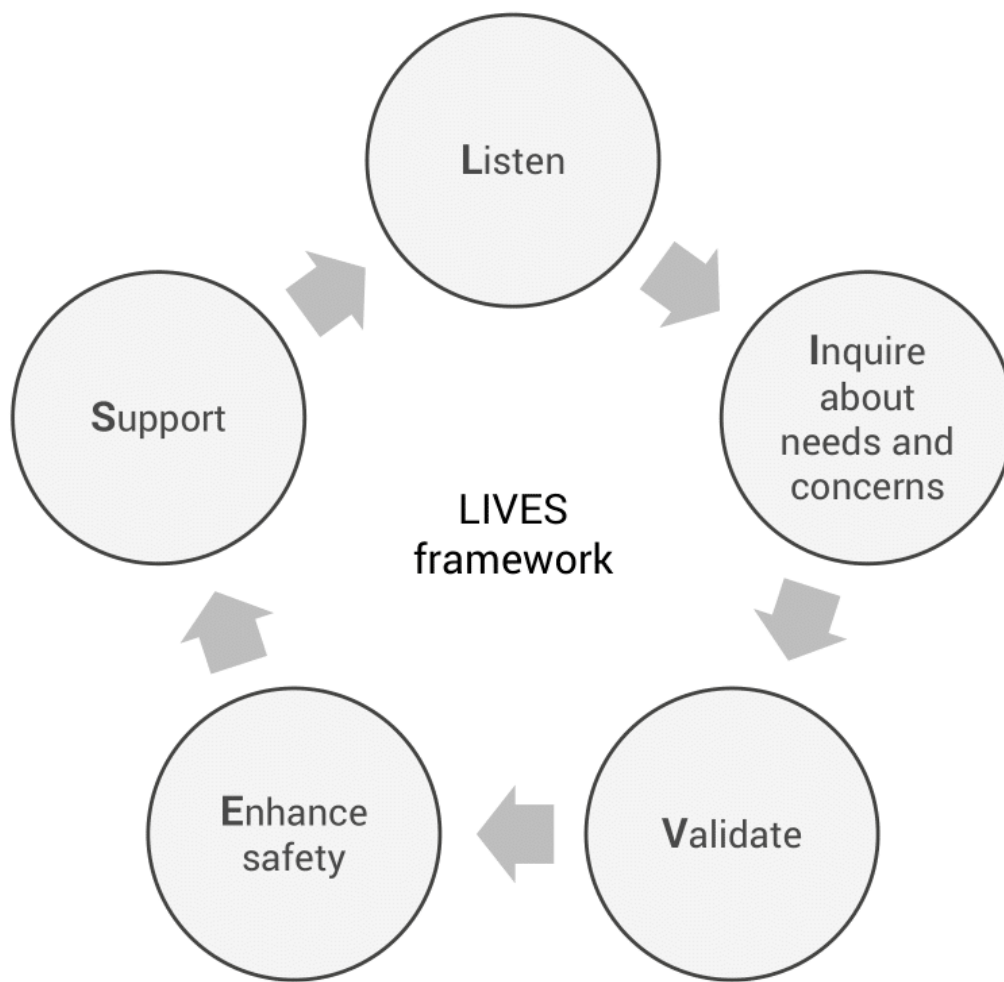 Listen
Inquire
about
needs and
concerns
Validate
Enhance
safety
Support
LIVES
framework